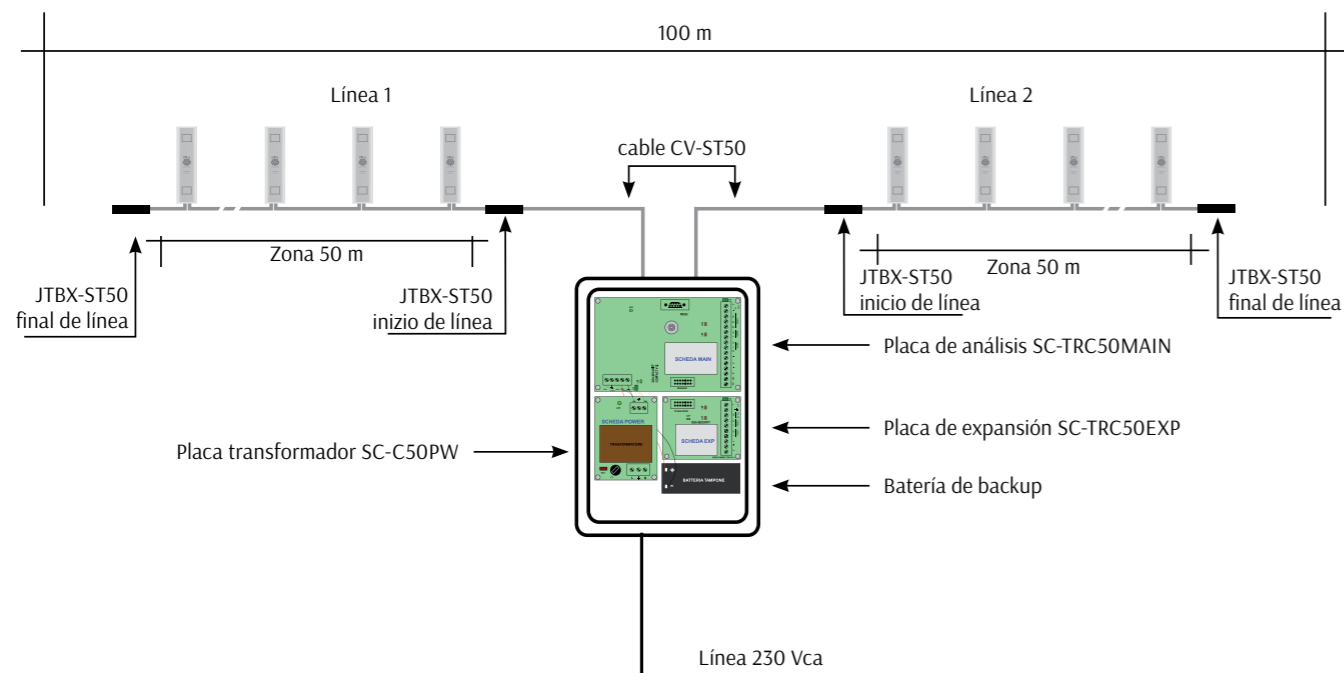 100 m
Línea 1
Línea 2
cable CV-ST50
Zona 50 m
Zona 50 m
JTBX-ST50
final de línea
JTBX-ST50
inizio de línea
JTBX-ST50
inicio de línea
JTBX-ST50
final de línea
SCHEDA MAIN
Placa de análisis SC-TRC50MAIN
SCHEDA POWER
TRASFORMATORE
SCHEDA EXP
Placa de expansión SC-TRC50EXP
Placa transformador SC-C50PW
BATTERIA TAMPONE
Batería de backup
Línea 230 Vca